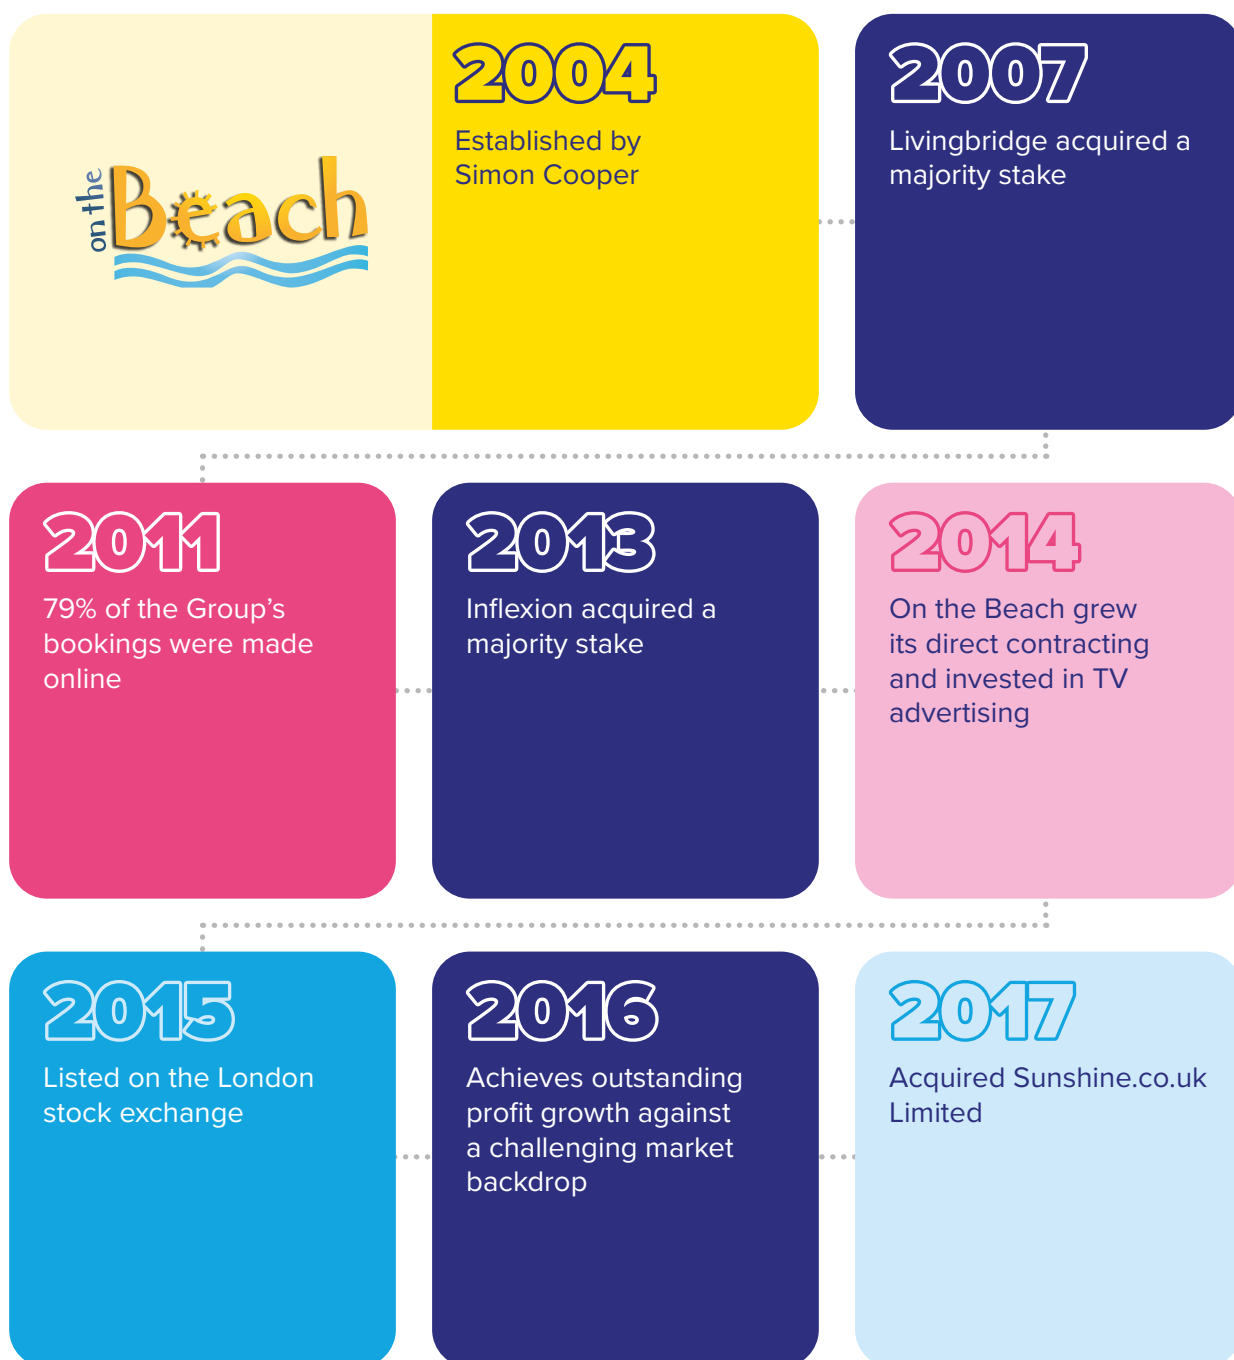 on the
Beach
2004
Established by
Simon Cooper
2007
Livingbridge acquired a
majority stake
2011
79% of the Group’s
bookings were made
online
2013
Inflexion acquired a
majority stake
2014
On the Beach grew
its direct contracting
and invested in TV
advertising
2015
Listed on the London
stock exchange
2016
Achieves outstanding
profit growth against
a challenging market
backdrop
2017
Acquired Sunshine.co.uk
Limited